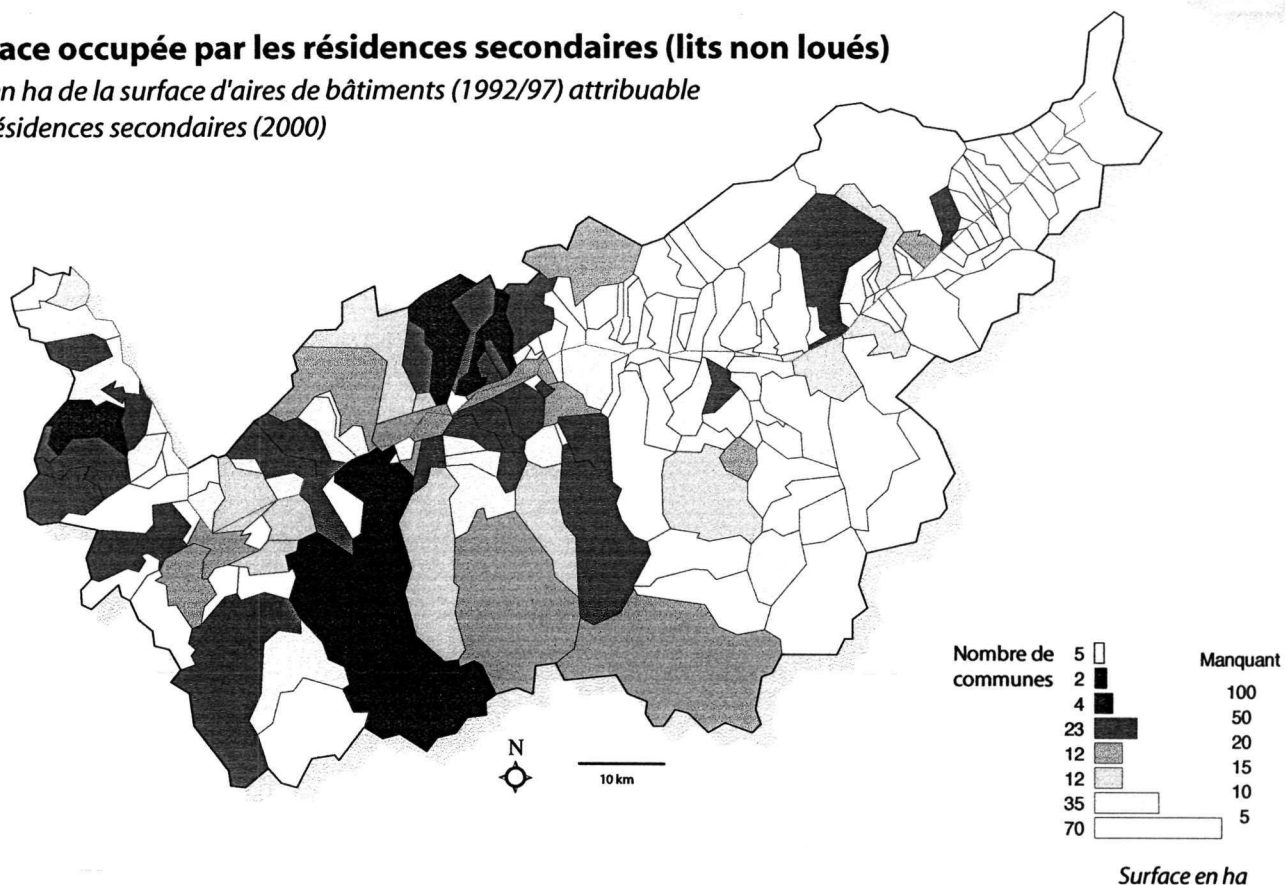 ace occupée par les résidences secondaires (lits non loués)
en ha de la surface d'aires de bâtiments (1992/97) attribuable
ésidences secondaires (2000)
N
10 km
Nombre de communes
5
2
4
23
12
12
35
70
Manquant
100
50
20
15
10
5
Surface en ha